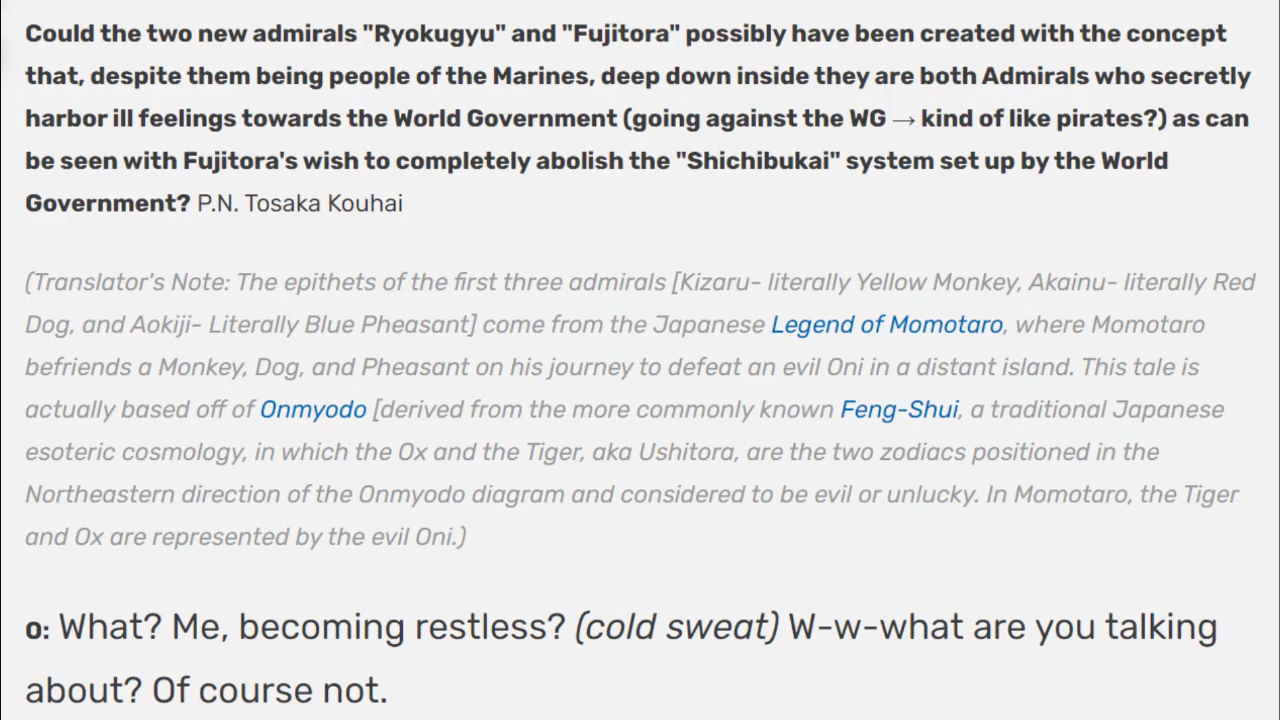 Could the two new admirals "Ryokugyu" and "Fujitora" possibly have been created with the concept
that, despite them being people of the Marines, deep down inside they are both Admirals who secretly
harbor ill feelings towards the World Government (going against the WG → kind of like pirates?) as can
be seen with Fujitora's wish to completely abolish the "Shichibukai" system set up by the World
Government? P.N. Tosaka Kouhai
(Translator's Note: The epithets of the first three admirals [Kizaru- literally Yellow Monkey, Akainu- literally Red
Dog, and Aokiji- Literally Blue Pheasant] come from the Japanese Legend of Momotaro, where Momotaro
befriends a Monkey, Dog, and Pheasant on his journey to defeat an evil Oni in a distant island. This tale is
actually based off of Onmyodo [derived from the more commonly known Feng-Shui, a traditional Japanese
esoteric cosmology, in which the Ox and the Tiger, aka Ushitora, are the two zodiacs positioned in the
Northeastern direction of the Onmyodo diagram and considered to be evil or unlucky. In Momotaro, the Tiger
and Ox are represented by the evil Oni.)
O: What? Me, becoming restless? (cold sweat) W-w-what are you talking
about? Of course not.